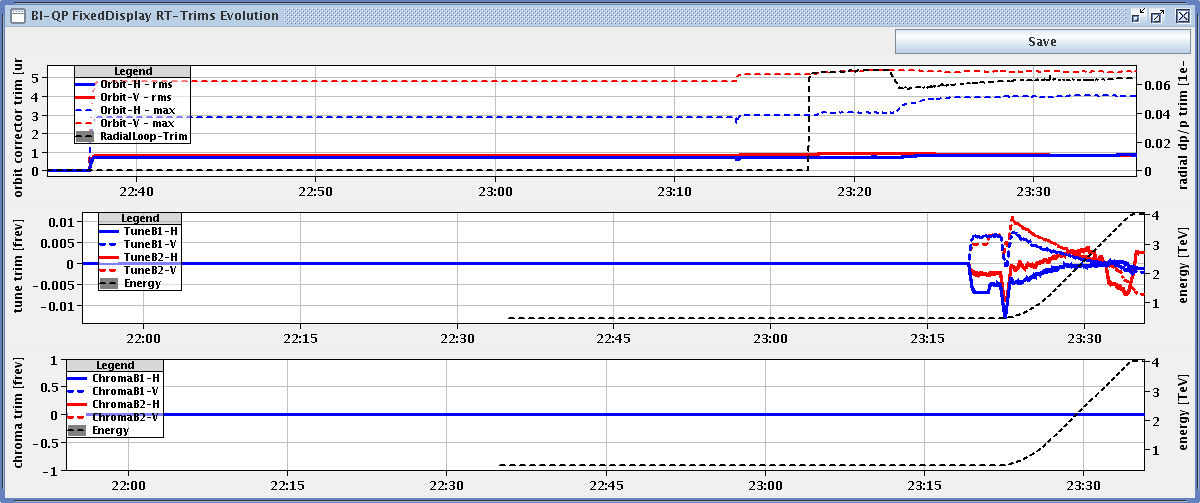 BI-QP FixedDisplay RT-Trims Evolution
Save
orbit corrector trim [ur
5
4
3
2
1
0
Legend
Orbit-H - rms
Orbit-V - rms
Orbit-H - max
Orbit-V - max
RadialLoop-Trim
0.06
0.04
0.02
0
radial dp/p trim [1e-
22:40 22:50 23:00 23:10 23:20 23:30
tune trim [frev]
0.01
0.005
0
-0.005
-0.01
Legend
TuneB1-H
TuneB1-V
TuneB2-H
TuneB2-V
Energy
4
3
2
1
energy [TeV]
22:00 22:15 22:30 22:45 23:00 23:15 23:30
chroma trim [frev]
1
0.5
0
-0.5
-1
Legend
ChromaB1-H
ChromaB1-V
ChromaB2-H
ChromaB2-V
Energy
4
3
2
1
energy [TeV]
22:00 22:15 22:30 22:45 23:00 23:15 23:30